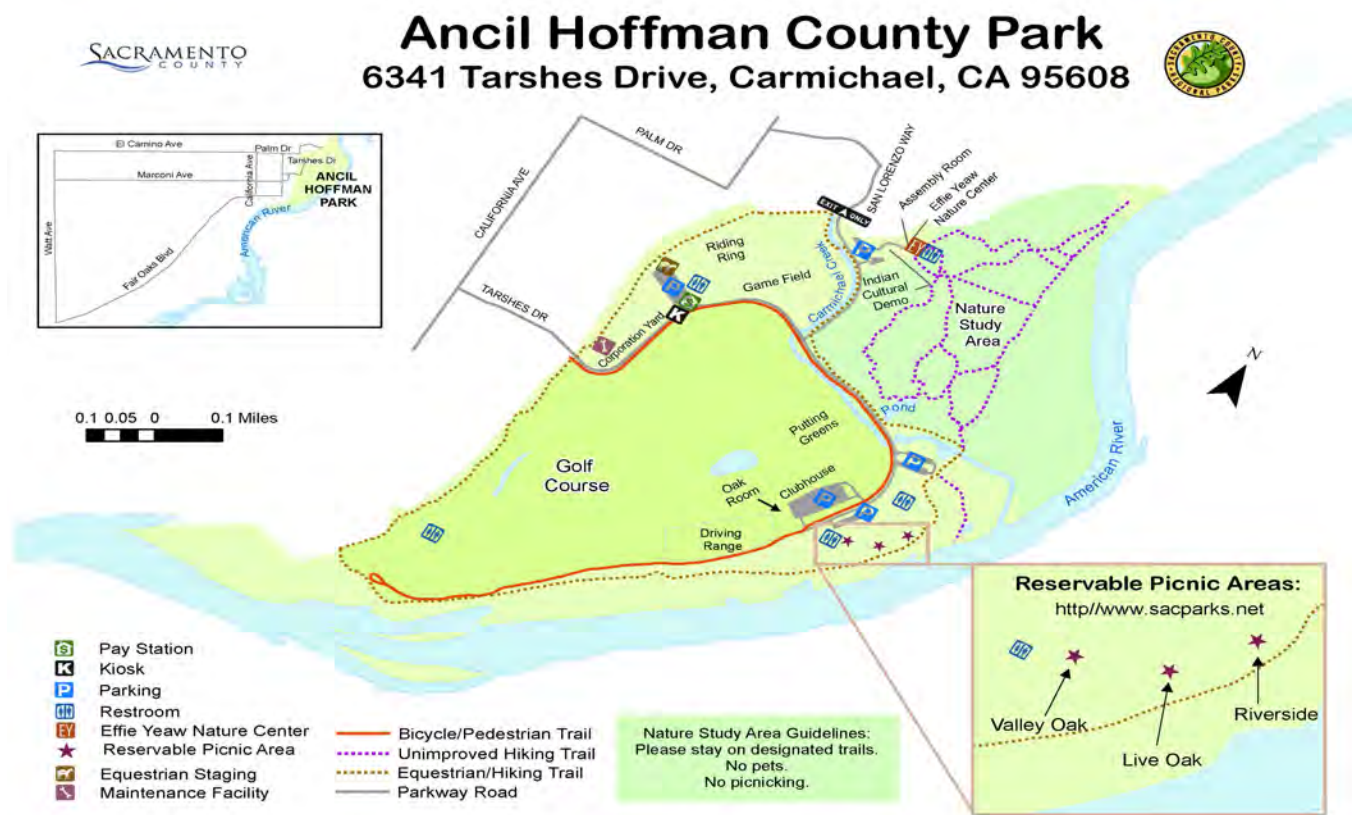 SACRAMENTO
COUNTY
Ancil Hoffman County Park
6341 Tarshes Drive, Carmichael, CA 95608
SACRAMENTO COUNTY
REGIONAL PARKS
El Camino Ave
Palm Dr
Tarshes Dr
Marconi Ave
California Ave
ANCIL
HOFFMAN
PARK
American River
Watt Ave
Fair Oaks Blvd
0.1 0.05 0 0.1 Miles
PALM DR
CALIFORNIA AVE
SAN LORENZO WAY
TARSHES DR
EXIT ONLY
Assembly Room
Effie Yeaw
Nature Center
EY
P
Riding
Ring
Game Field
Carmichael Creek
Indian
Cultural
Demo
Nature
Study
Area
P
S
K
Corporation Yard
Pond
Putting
Greens
P
Golf
Course
Oak
Room
Clubhouse
P
P
Driving
Range
American River
N
Reservable Picnic Areas:
http//www.sacparks.net
Valley Oak
Live Oak
Riverside
S Pay Station
K Kiosk
P Parking
Restroom
EY Effie Yeaw Nature Center
Reservable Picnic Area
Equestrian Staging
Maintenance Facility
Bicycle/Pedestrian Trail
Unimproved Hiking Trail
Equestrian/Hiking Trail
Parkway Road
Nature Study Area Guidelines:
Please stay on designated trails.
No pets.
No picnicking.